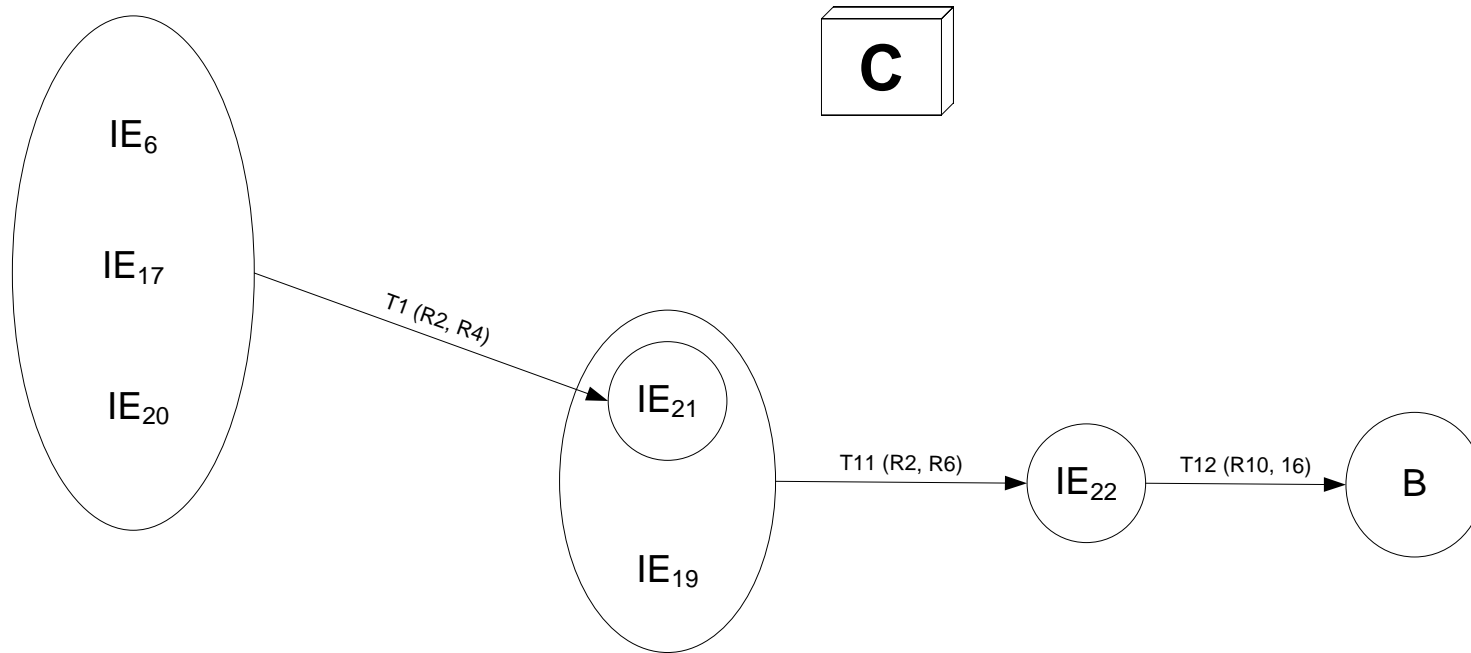 C
IE₆
IE₁₇
IE₂₀
T1 (R2, R4)
IE₂₁
IE₁₉
T11 (R2, R6)
IE₂₂
T12 (R10, 16)
B